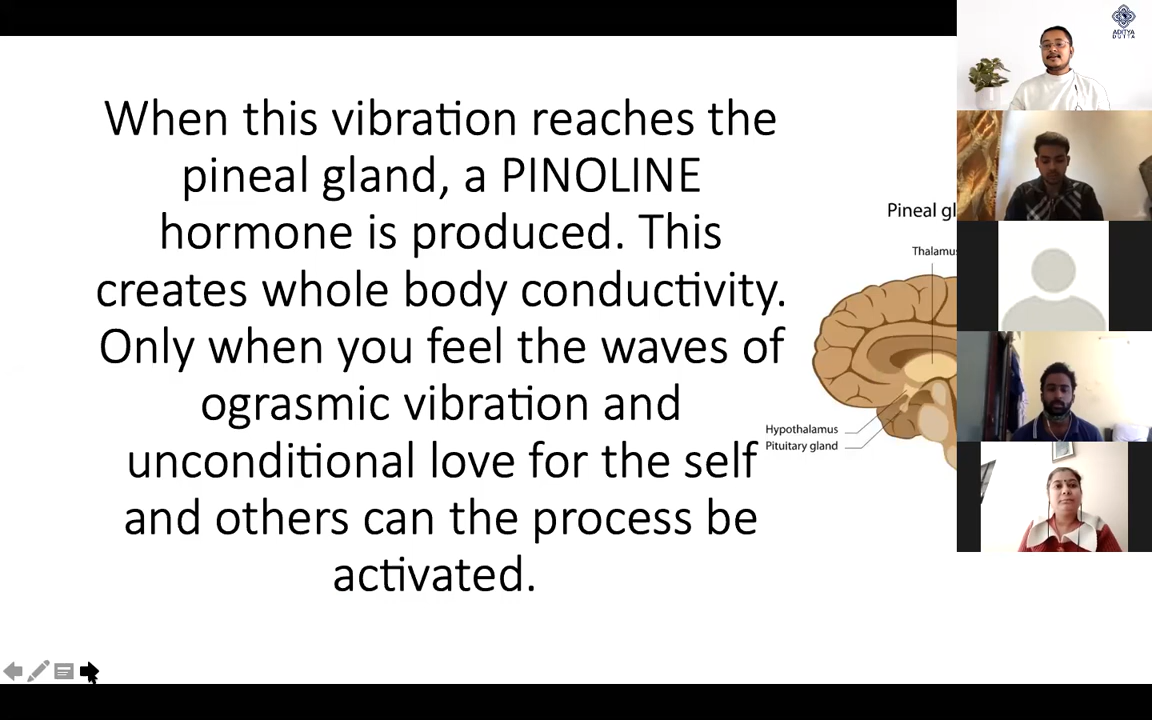 When this vibration reaches the
pineal gland, a PINOLINE
hormone is produced. This
creates whole body conductivity.
Only when you feel the waves of
ograsmic vibration and
unconditional love for the self
and others can the process be
activated.
Pineal gl
Thalamus
Hypothalamus
Pituitary gland
ADITYA
DUTTA